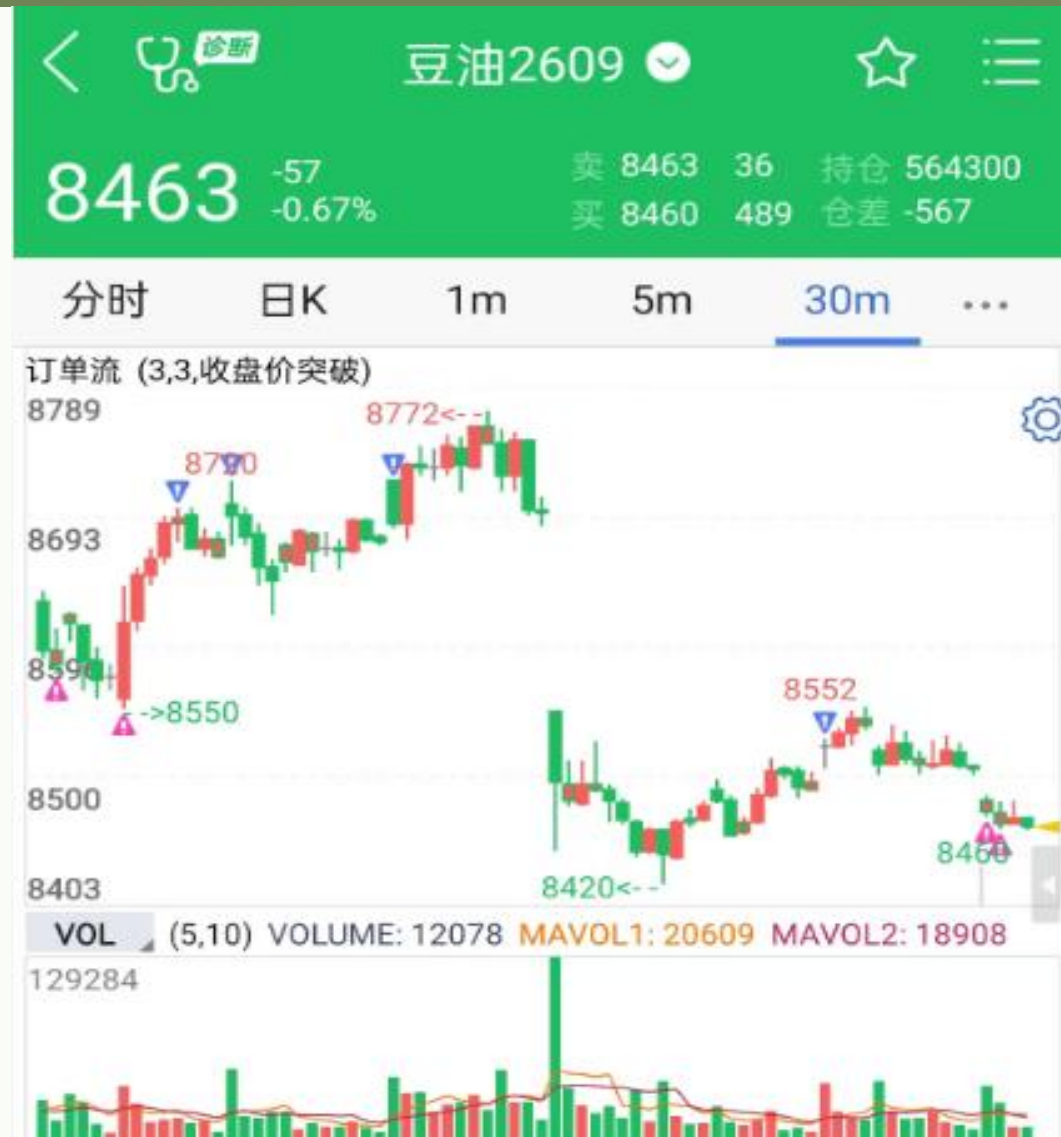 诊断
豆油2609
8463
-57
-0.67%
卖 8463 36 持仓 564300
买 8460 489 仓差 -567
分时 日K 1m 5m 30m ...
订单流 (3,3,收盘价突破)
8789
8772<--
8693
-->8550
8552
8500
8460
8403
8420<--
VOL (5,10) VOLUME: 12078 MAVOL1: 20609 MAVOL2: 18908
129284